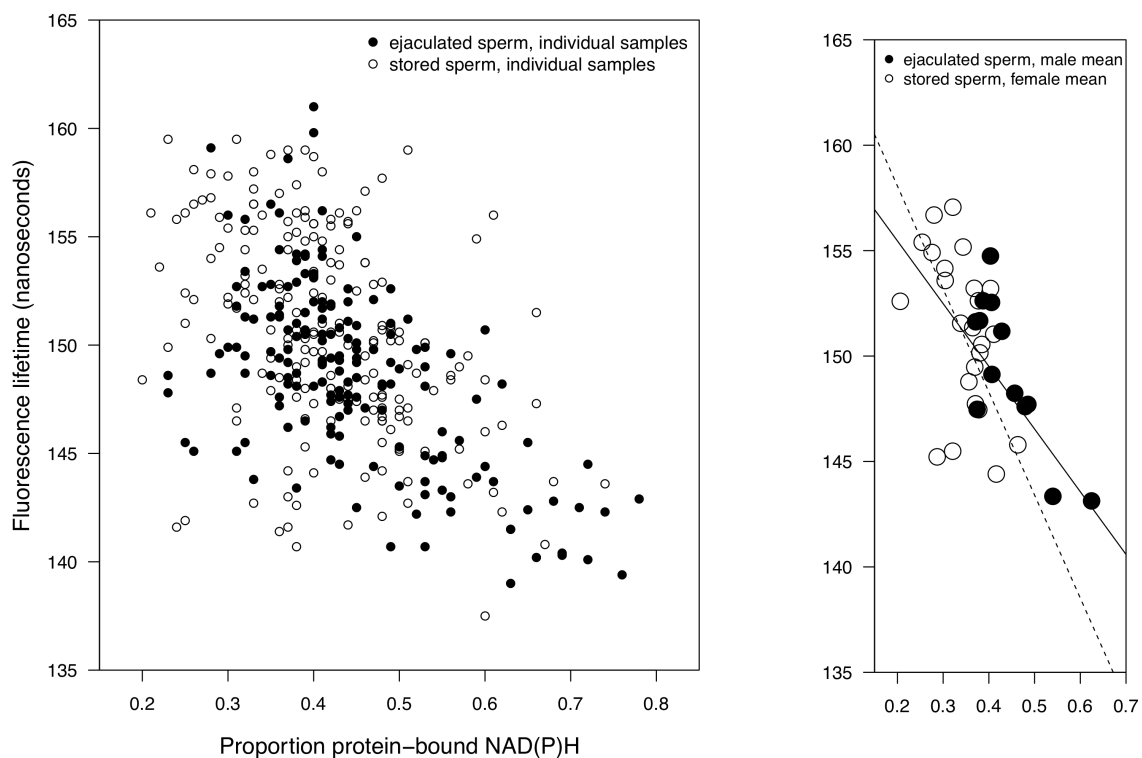 165
160
155
150
145
140
135
0.2 0.3 0.4 0.5 0.6 0.7 0.8
Fluorescence lifetime (nanoseconds)
Proportion protein−bound NAD(P)H
ejaculated sperm, individual samples
stored sperm, individual samples
165
160
155
150
145
140
135
0.2 0.3 0.4 0.5 0.6 0.7
ejaculated sperm, male mean
stored sperm, female mean